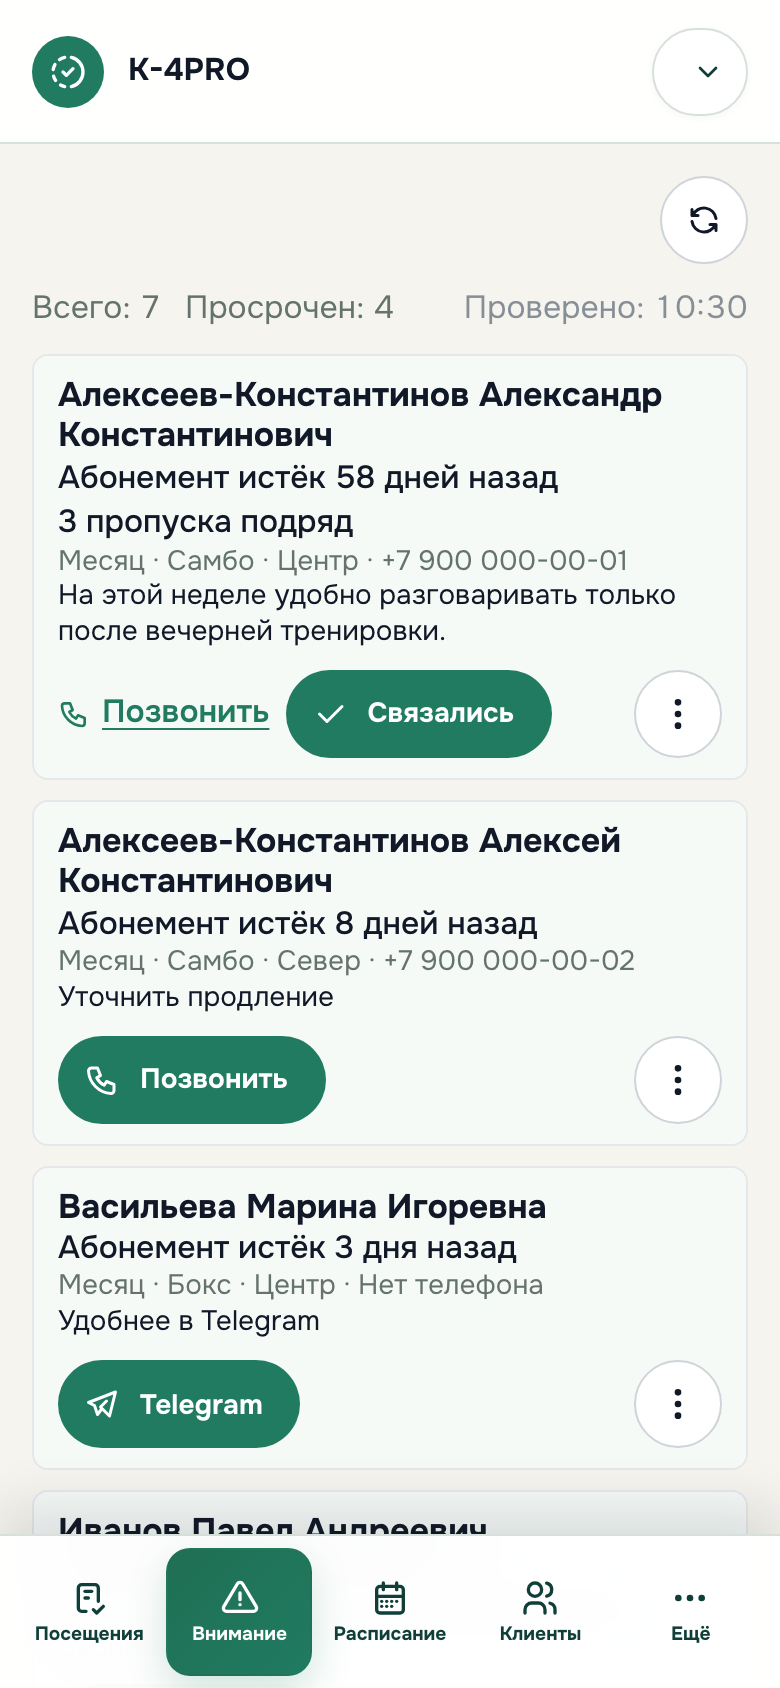 K-4PRO
Всего: 7 Просрочен: 4 Проверено: 10:30
Алексеев-Константинов Александр
Константинович
Абонемент истёк 58 дней назад
3 пропуска подряд
Месяц · Самбо · Центр · +7 900 000-00-01
На этой неделе удобно разговаривать только
после вечерней тренировки.
Позвонить Связались
Алексеев-Константинов Алексей
Константинович
Абонемент истёк 8 дней назад
Месяц · Самбо · Север · +7 900 000-00-02
Уточнить продление
Позвонить
Васильева Марина Игоревна
Абонемент истёк 3 дня назад
Месяц · Бокс · Центр · Нет телефона
Удобнее в Telegram
Telegram
Иванов Павел Андреевич
Посещения Внимание Расписание Клиенты Ещё